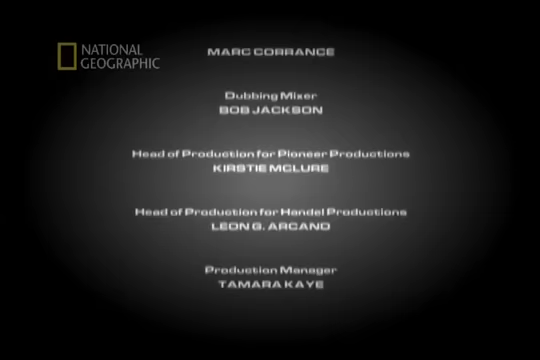 NATIONAL
GEOGRAPHIC
MARC CORRANCE
Dubbing Mixer
BOB JACKSON
Head of Production for Pioneer Productions
KIRSTIE MCLURE
Head of Production for Handel Productions
LEON G. ARCAND
Production Manager
TAMARA KAYE